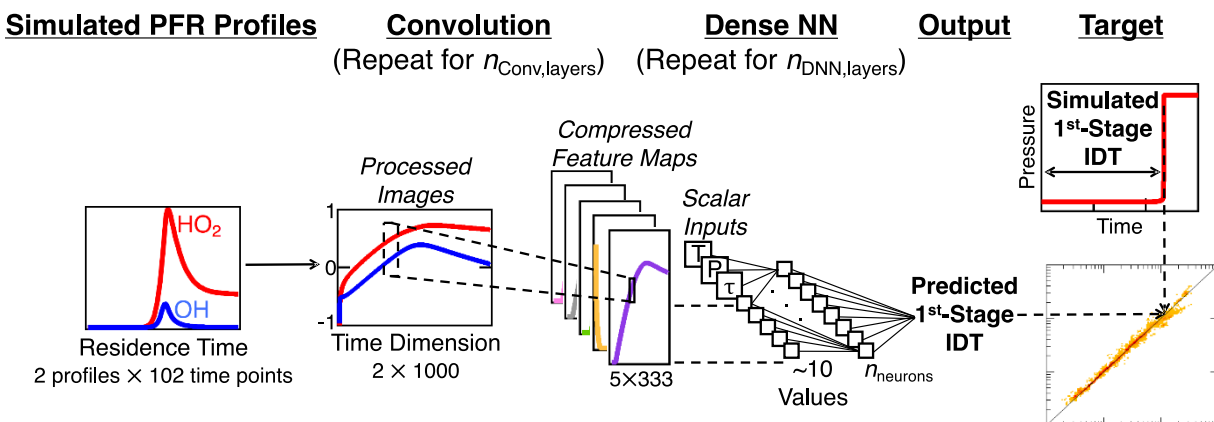 Simulated PFR Profiles
Convolution
(Repeat for nConv,layers)
Dense NN
(Repeat for nDNN,layers)
Output
Target
HO2
OH
Residence Time
2 profiles × 102 time points
Processed
Images
1
0
-1
Time Dimension
2 × 1000
Compressed
Feature Maps
5×333
Scalar
Inputs
T
P
τ
~10
Values
nneurons
Predicted
1st-Stage
IDT
Pressure
Simulated
1st-Stage
IDT
Time